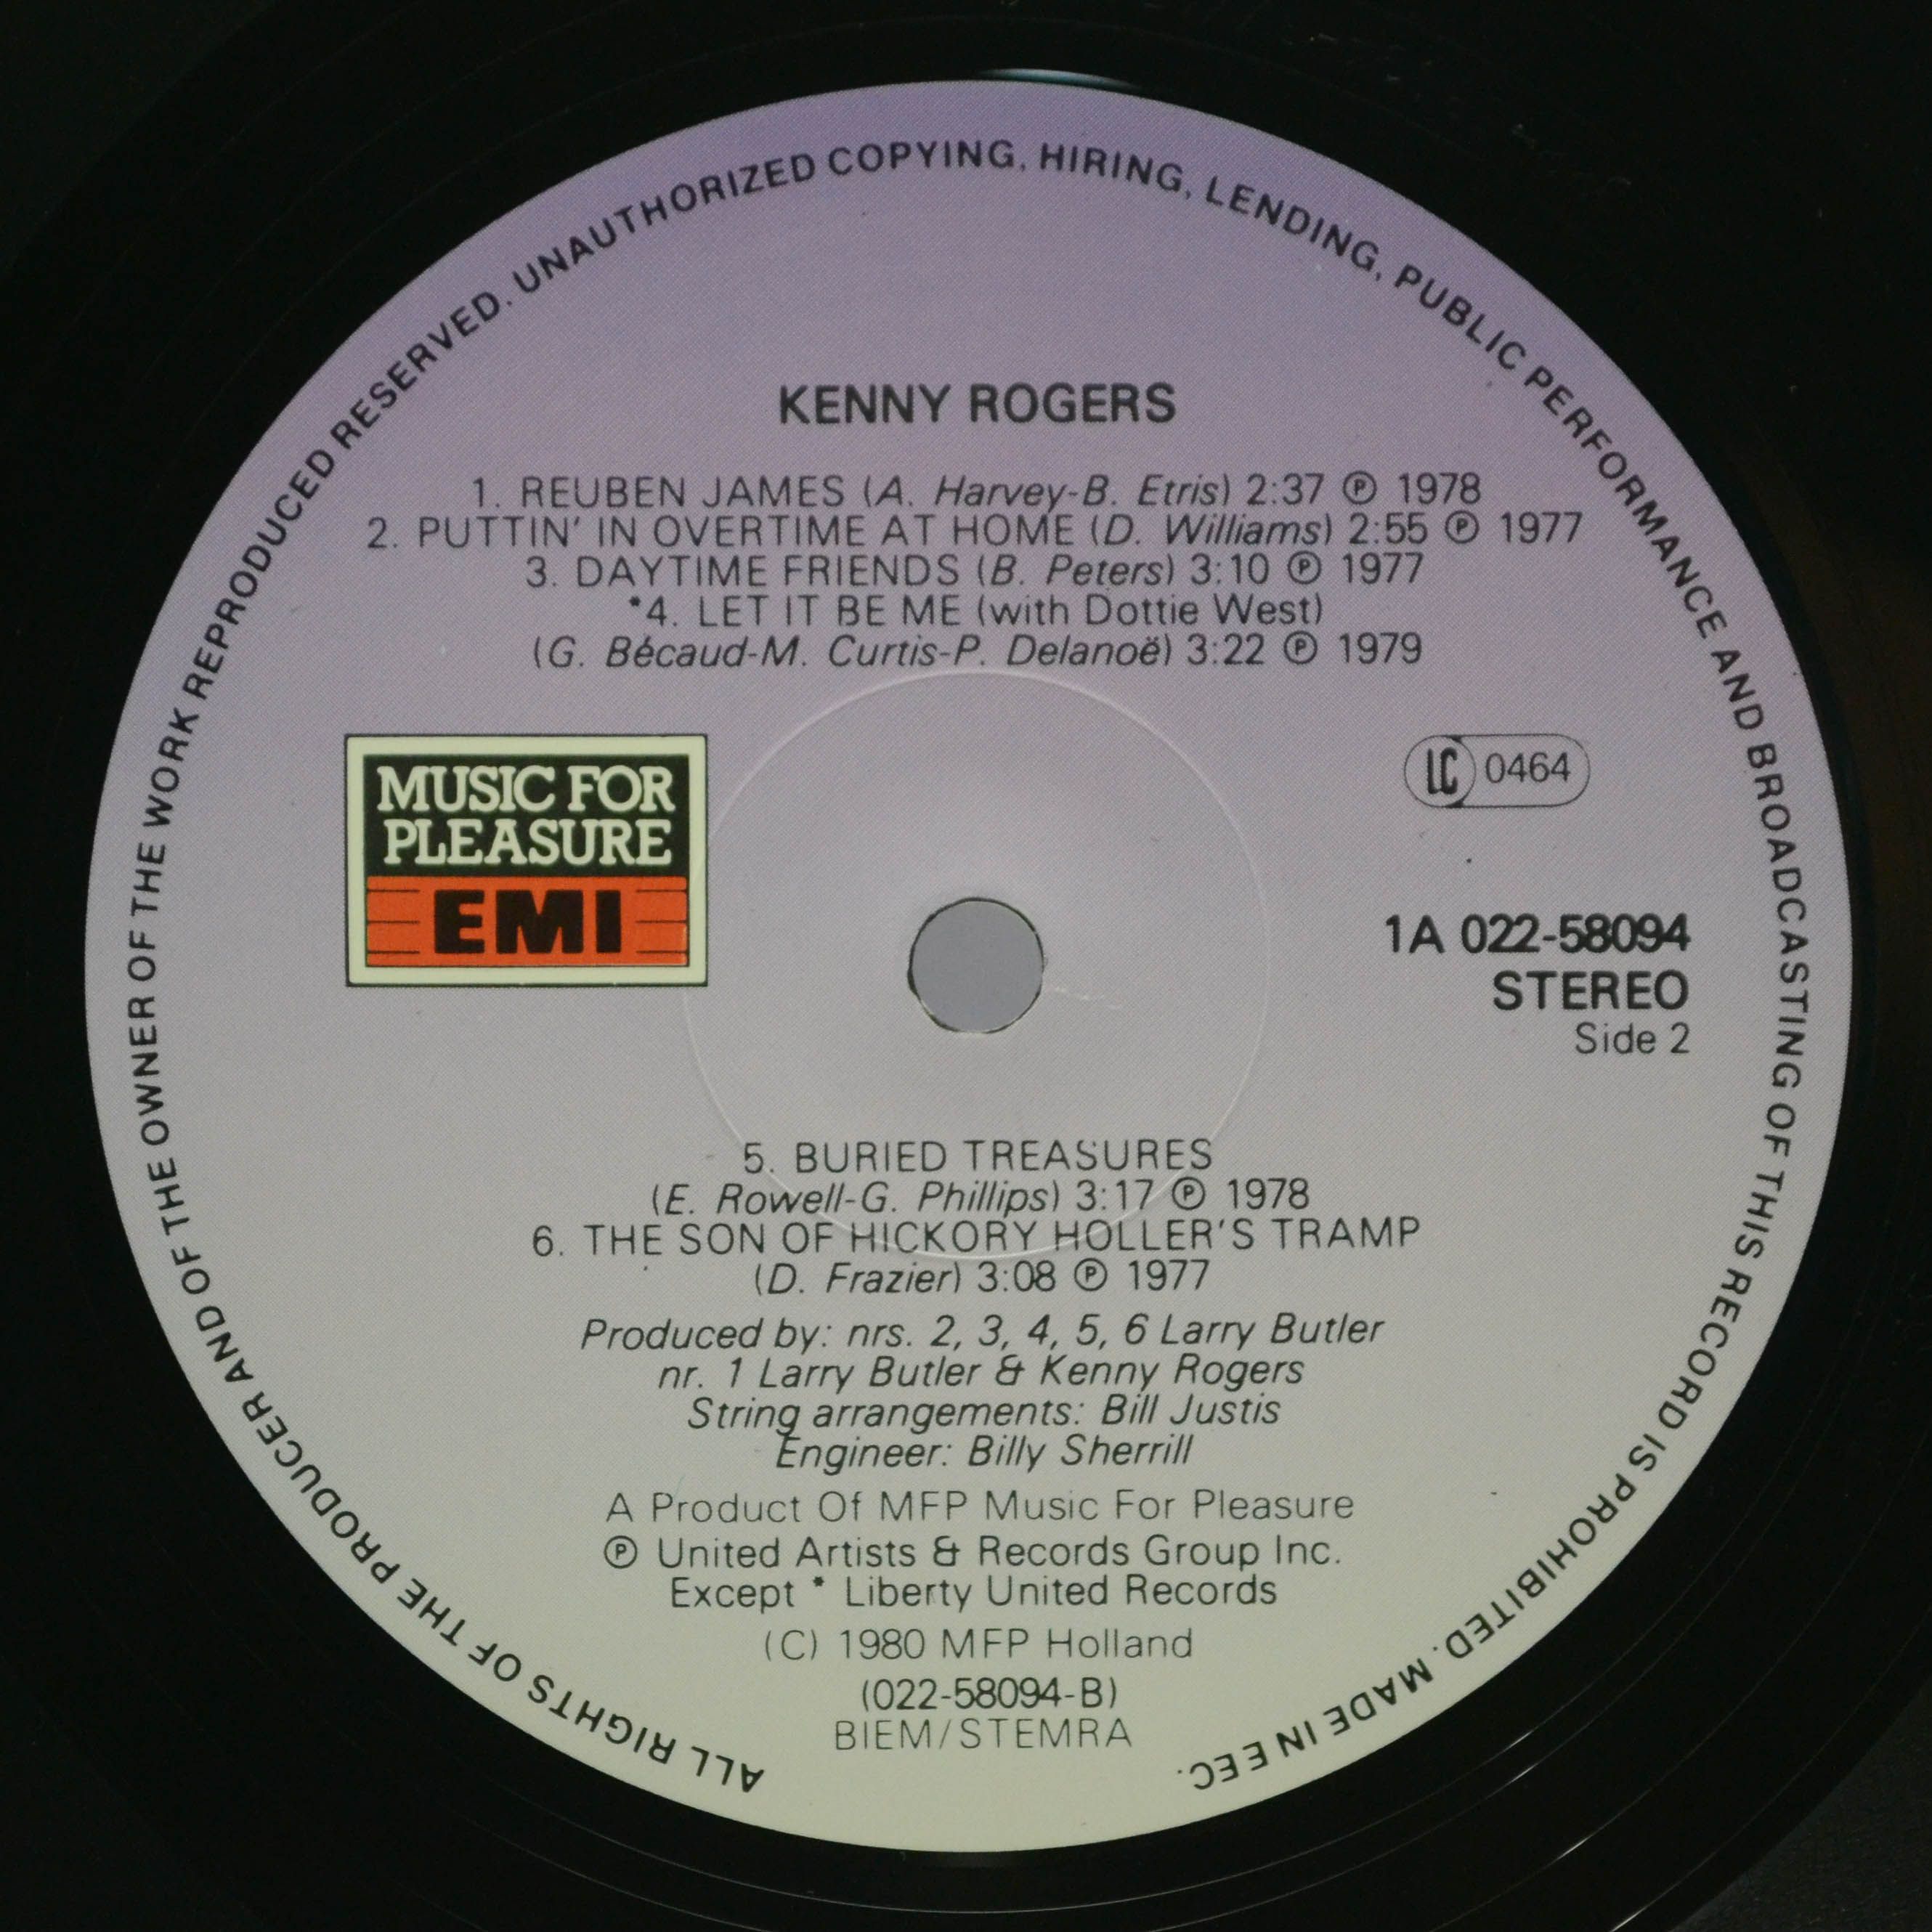 KENNY ROGERS
1. REUBEN JAMES (A. Harvey-B. Etris) 2:37 Ⓟ 1978
2. PUTTIN' IN OVERTIME AT HOME (D. Williams) 2:55 Ⓟ 1977
3. DAYTIME FRIENDS (B. Peters) 3:10 Ⓟ 1977
*4. LET IT BE ME (with Dottie West)
(G. Bécaud-M. Curtis-P. Delanoë) 3:22 Ⓟ 1979
MUSIC FOR
PLEASURE
EMI
LC 0464
1A 022-58094
STEREO
Side 2
5. BURIED TREASURES
(E. Rowell-G. Phillips) 3:17 Ⓟ 1978
6. THE SON OF HICKORY HOLLER'S TRAMP
(D. Frazier) 3:08 Ⓟ 1977
Produced by: nrs. 2, 3, 4, 5, 6 Larry Butler
nr. 1 Larry Butler & Kenny Rogers
String arrangements: Bill Justis
Engineer: Billy Sherrill
A Product Of MFP Music For Pleasure
Ⓟ United Artists & Records Group Inc.
Except * Liberty United Records
(C) 1980 MFP Holland
(022-58094-B)
BIEM/STEMRA
ALL RIGHTS OF THE PRODUCER AND OF THE OWNER OF THE WORK REPRODUCED RESERVED. UNAUTHORIZED COPYING, HIRING, LENDING, PUBLIC PERFORMANCE AND BROADCASTING OF THIS RECORD IS PROHIBITED. MADE IN EEC.